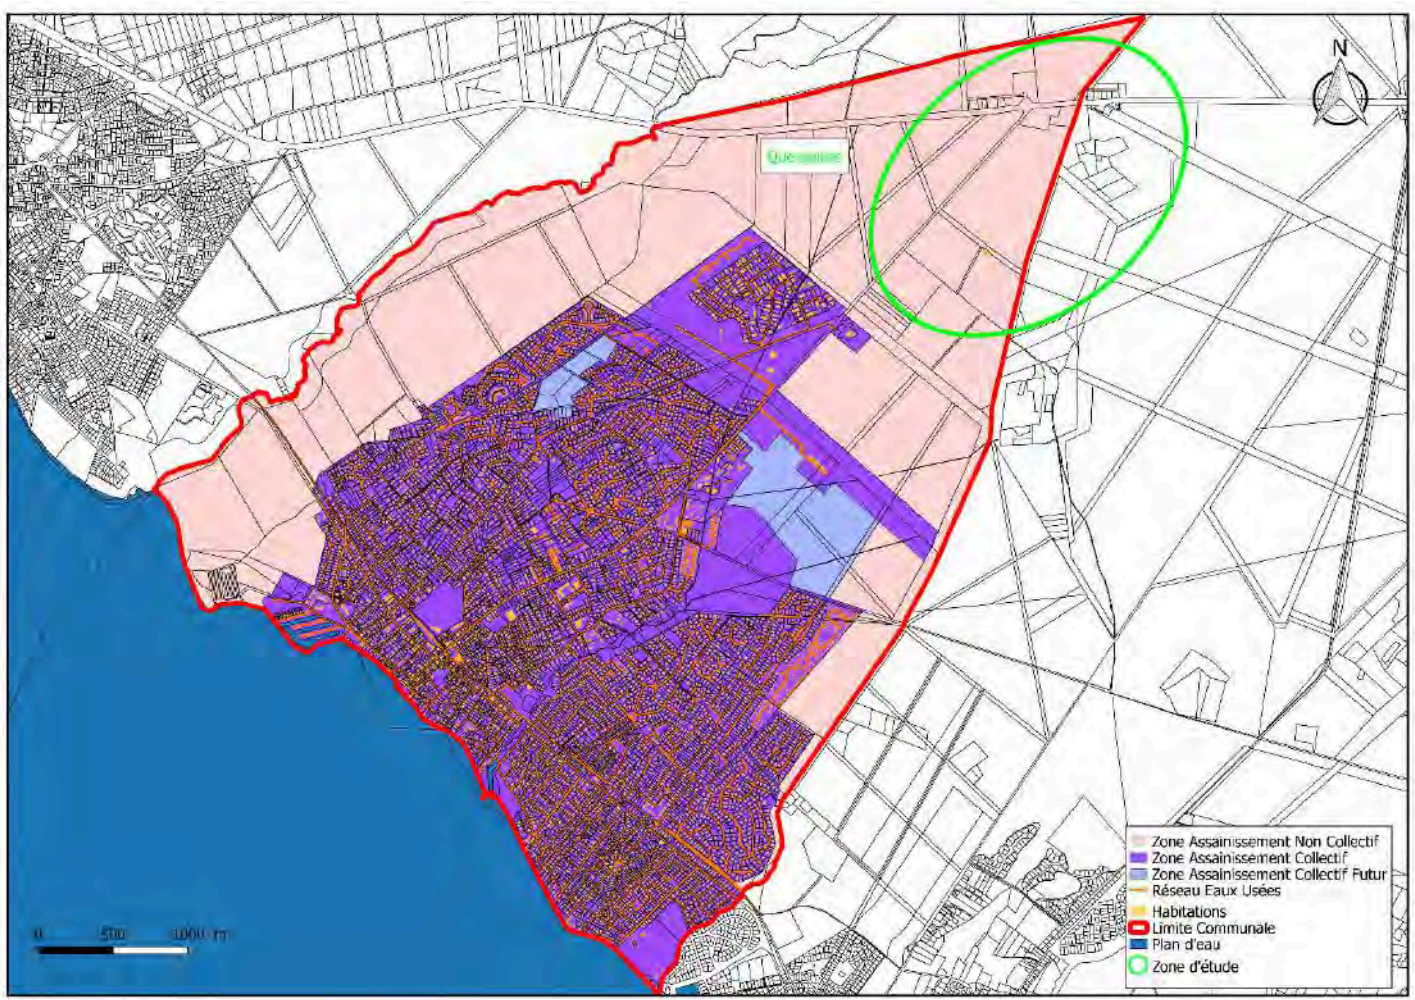 N
0 500 1000 m
Zone Assainissement Non Collectif
Zone Assainissement Collectif
Zone Assainissement Collectif Futur
Réseau Eaux Usées
Habitations
Limite Communale
Plan d'eau
Zone d'étude